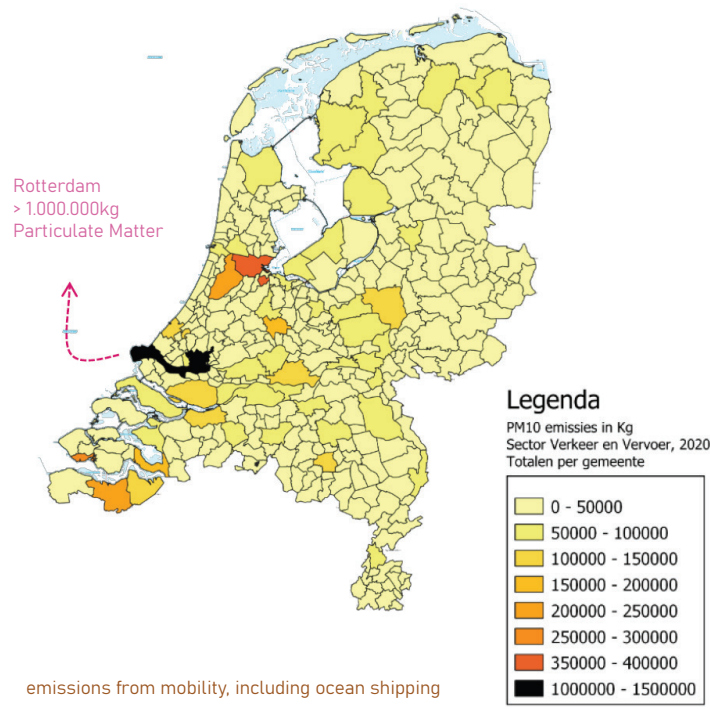 Rotterdam
> 1.000.000kg
Particulate Matter
Legenda
PM10 emissies in Kg
Sector Verkeer en Vervoer, 2020
Totalen per gemeente
0 - 50000
50000 - 100000
100000 - 150000
150000 - 200000
200000 - 250000
250000 - 300000
350000 - 400000
1000000 - 1500000
emissions from mobility, including ocean shipping